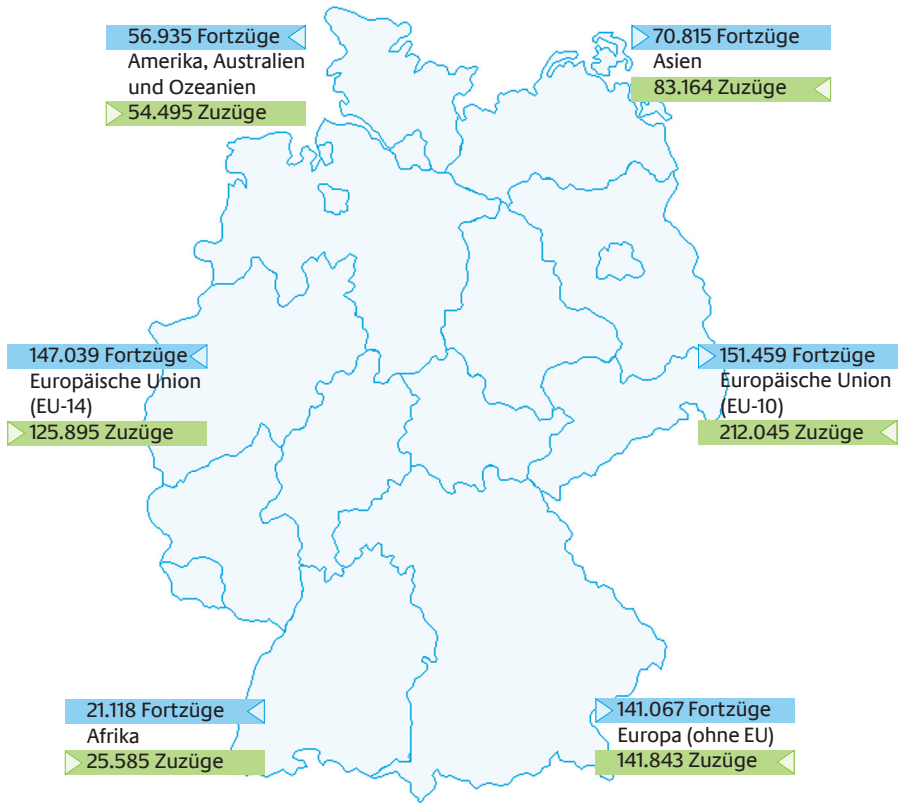 56.935 Fortzüge
Amerika, Australien
und Ozeanien
54.495 Zuzüge
70.815 Fortzüge
Asien
83.164 Zuzüge
147.039 Fortzüge
Europäische Union
(EU-14)
125.895 Zuzüge
151.459 Fortzüge
Europäische Union
(EU-10)
212.045 Zuzüge
21.118 Fortzüge
Afrika
25.585 Zuzüge
141.067 Fortzüge
Europa (ohne EU)
141.843 Zuzüge